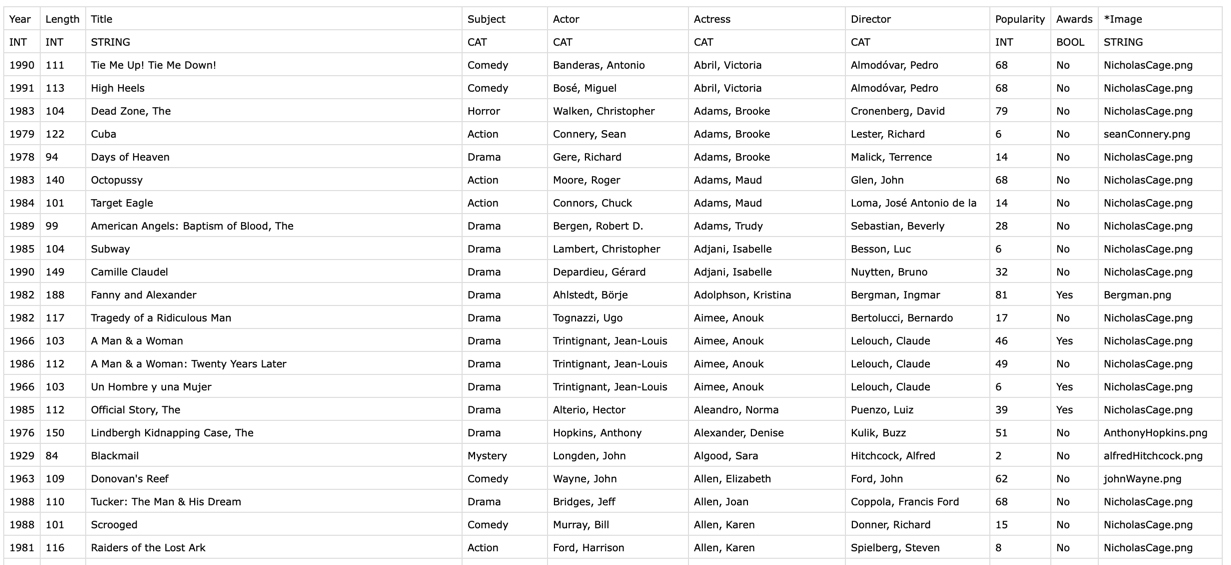 Year Length Title Subject Actor Actress Director Popularity Awards *Image
INT INT STRING CAT CAT CAT CAT INT BOOL STRING
1990 111 Tie Me Up! Tie Me Down! Comedy Banderas, Antonio Abril, Victoria Almodóvar, Pedro 68 No NicholasCage.png
1991 113 High Heels Comedy Bosé, Miguel Abril, Victoria Almodóvar, Pedro 68 No NicholasCage.png
1983 104 Dead Zone, The Horror Walken, Christopher Adams, Brooke Cronenberg, David 79 No NicholasCage.png
1979 122 Cuba Action Connery, Sean Adams, Brooke Lester, Richard 6 No seanConnery.png
1978 94 Days of Heaven Drama Gere, Richard Adams, Brooke Malick, Terrence 14 No NicholasCage.png
1983 140 Octopussy Action Moore, Roger Adams, Maud Glen, John 68 No NicholasCage.png
1984 101 Target Eagle Action Connors, Chuck Adams, Maud Loma, José Antonio de la 14 No NicholasCage.png
1989 99 American Angels: Baptism of Blood, The Drama Bergen, Robert D. Adams, Trudy Sebastian, Beverly 28 No NicholasCage.png
1985 104 Subway Drama Lambert, Christopher Adjani, Isabelle Besson, Luc 6 No NicholasCage.png
1990 149 Camille Claudel Drama Depardieu, Gérard Adjani, Isabelle Nuytten, Bruno 32 No NicholasCage.png
1982 188 Fanny and Alexander Drama Ahlstedt, Börje Adolphson, Kristina Bergman, Ingmar 81 Yes Bergman.png
1982 117 Tragedy of a Ridiculous Man Drama Tognazzi, Ugo Aimee, Anouk Bertolucci, Bernardo 17 No NicholasCage.png
1966 103 A Man & a Woman Drama Trintignant, Jean-Louis Aimee, Anouk Lelouch, Claude 46 Yes NicholasCage.png
1986 112 A Man & a Woman: Twenty Years Later Drama Trintignant, Jean-Louis Aimee, Anouk Lelouch, Claude 49 No NicholasCage.png
1966 103 Un Hombre y una Mujer Drama Trintignant, Jean-Louis Aimee, Anouk Lelouch, Claude 6 Yes NicholasCage.png
1985 112 Official Story, The Drama Alterio, Hector Aleandro, Norma Puenzo, Luiz 39 Yes NicholasCage.png
1976 150 Lindbergh Kidnapping Case, The Drama Hopkins, Anthony Alexander, Denise Kulik, Buzz 51 No AnthonyHopkins.png
1929 84 Blackmail Mystery Longden, John Algood, Sara Hitchcock, Alfred 2 No alfredHitchcock.png
1963 109 Donovan's Reef Comedy Wayne, John Allen, Elizabeth Ford, John 62 No johnWayne.png
1988 110 Tucker: The Man & His Dream Drama Bridges, Jeff Allen, Joan Coppola, Francis Ford 68 No NicholasCage.png
1988 101 Scrooged Comedy Murray, Bill Allen, Karen Donner, Richard 15 No NicholasCage.png
1981 116 Raiders of the Lost Ark Action Ford, Harrison Allen, Karen Spielberg, Steven 8 No NicholasCage.png